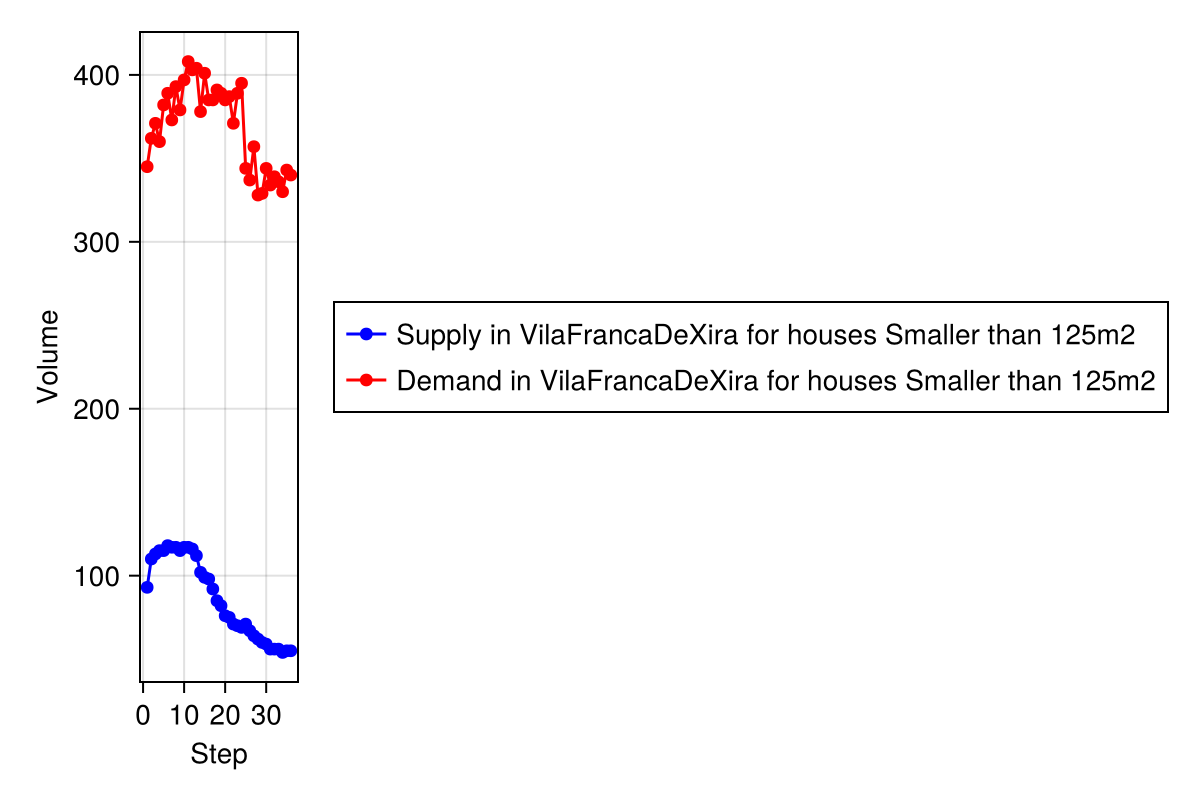 400
300
200
100
Volume
0 10 20 30
Step
Supply in VilaFrancaDeXira for houses Smaller than 125m2
Demand in VilaFrancaDeXira for houses Smaller than 125m2